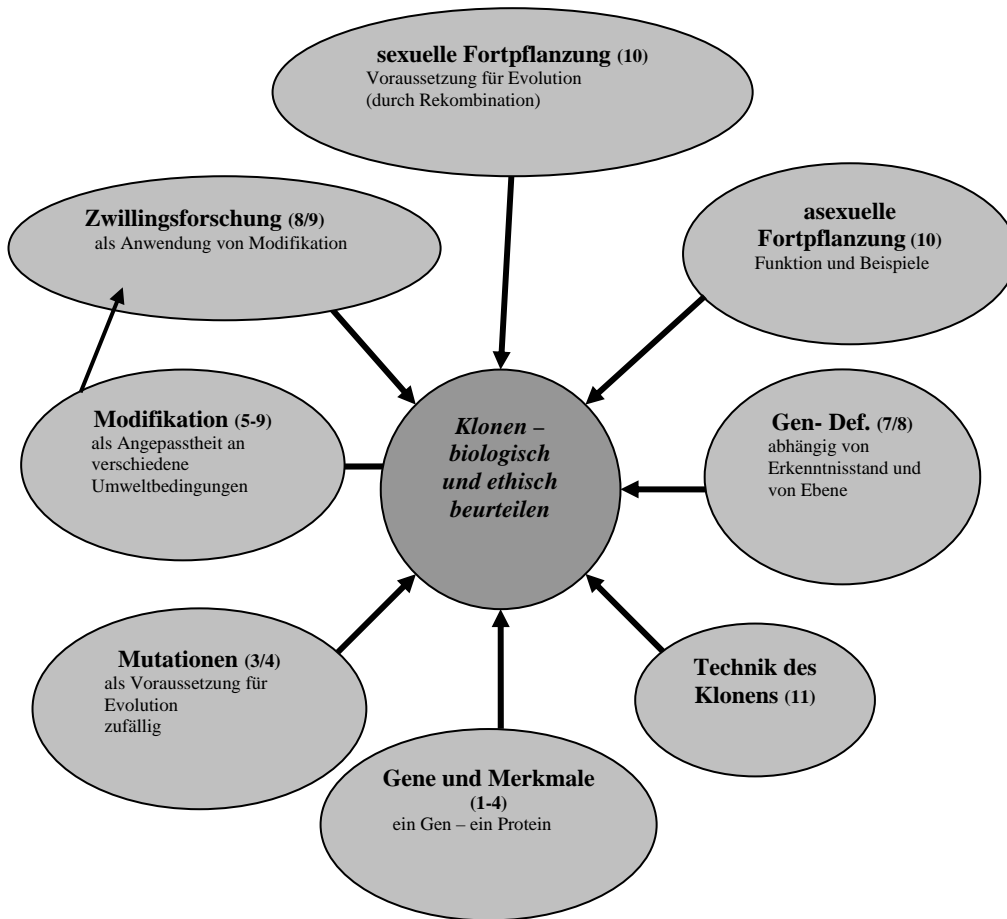 sexuelle Fortpflanzung (10)
Voraussetzung für Evolution
(durch Rekombination)
Zwillingsforschung (8/9)
als Anwendung von Modifikation
asexuelle
Fortpflanzung (10)
Funktion und Beispiele
Modifikation (5-9)
als Angepasstheit an
verschiedene
Umweltbedingungen
Klonen –
biologisch
und ethisch
beurteilen
Gen- Def. (7/8)
abhängig von
Erkenntnisstand und
von Ebene
Mutationen (3/4)
als Voraussetzung für
Evolution
zufällig
Technik des
Klonens (11)
Gene und Merkmale
(1-4)
ein Gen – ein Protein